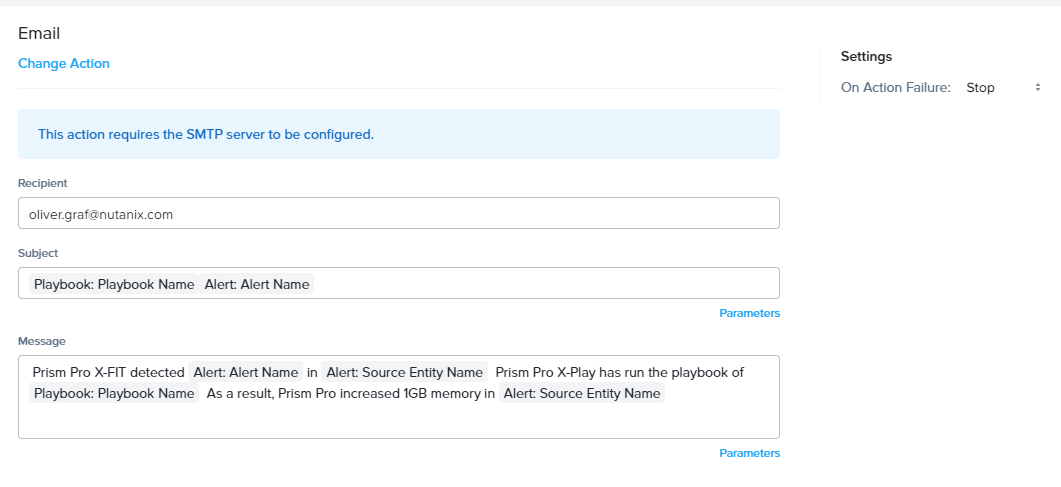 Email
Change Action
Settings
On Action Failure: Stop
This action requires the SMTP server to be configured.
Recipient
oliver.graf@nutanix.com
Subject
Playbook: Playbook Name Alert: Alert Name
Parameters
Message
Prism Pro X-FIT detected Alert: Alert Name in Alert: Source Entity Name Prism Pro X-Play has run the playbook of
Playbook: Playbook Name As a result, Prism Pro increased 1GB memory in Alert: Source Entity Name
Parameters